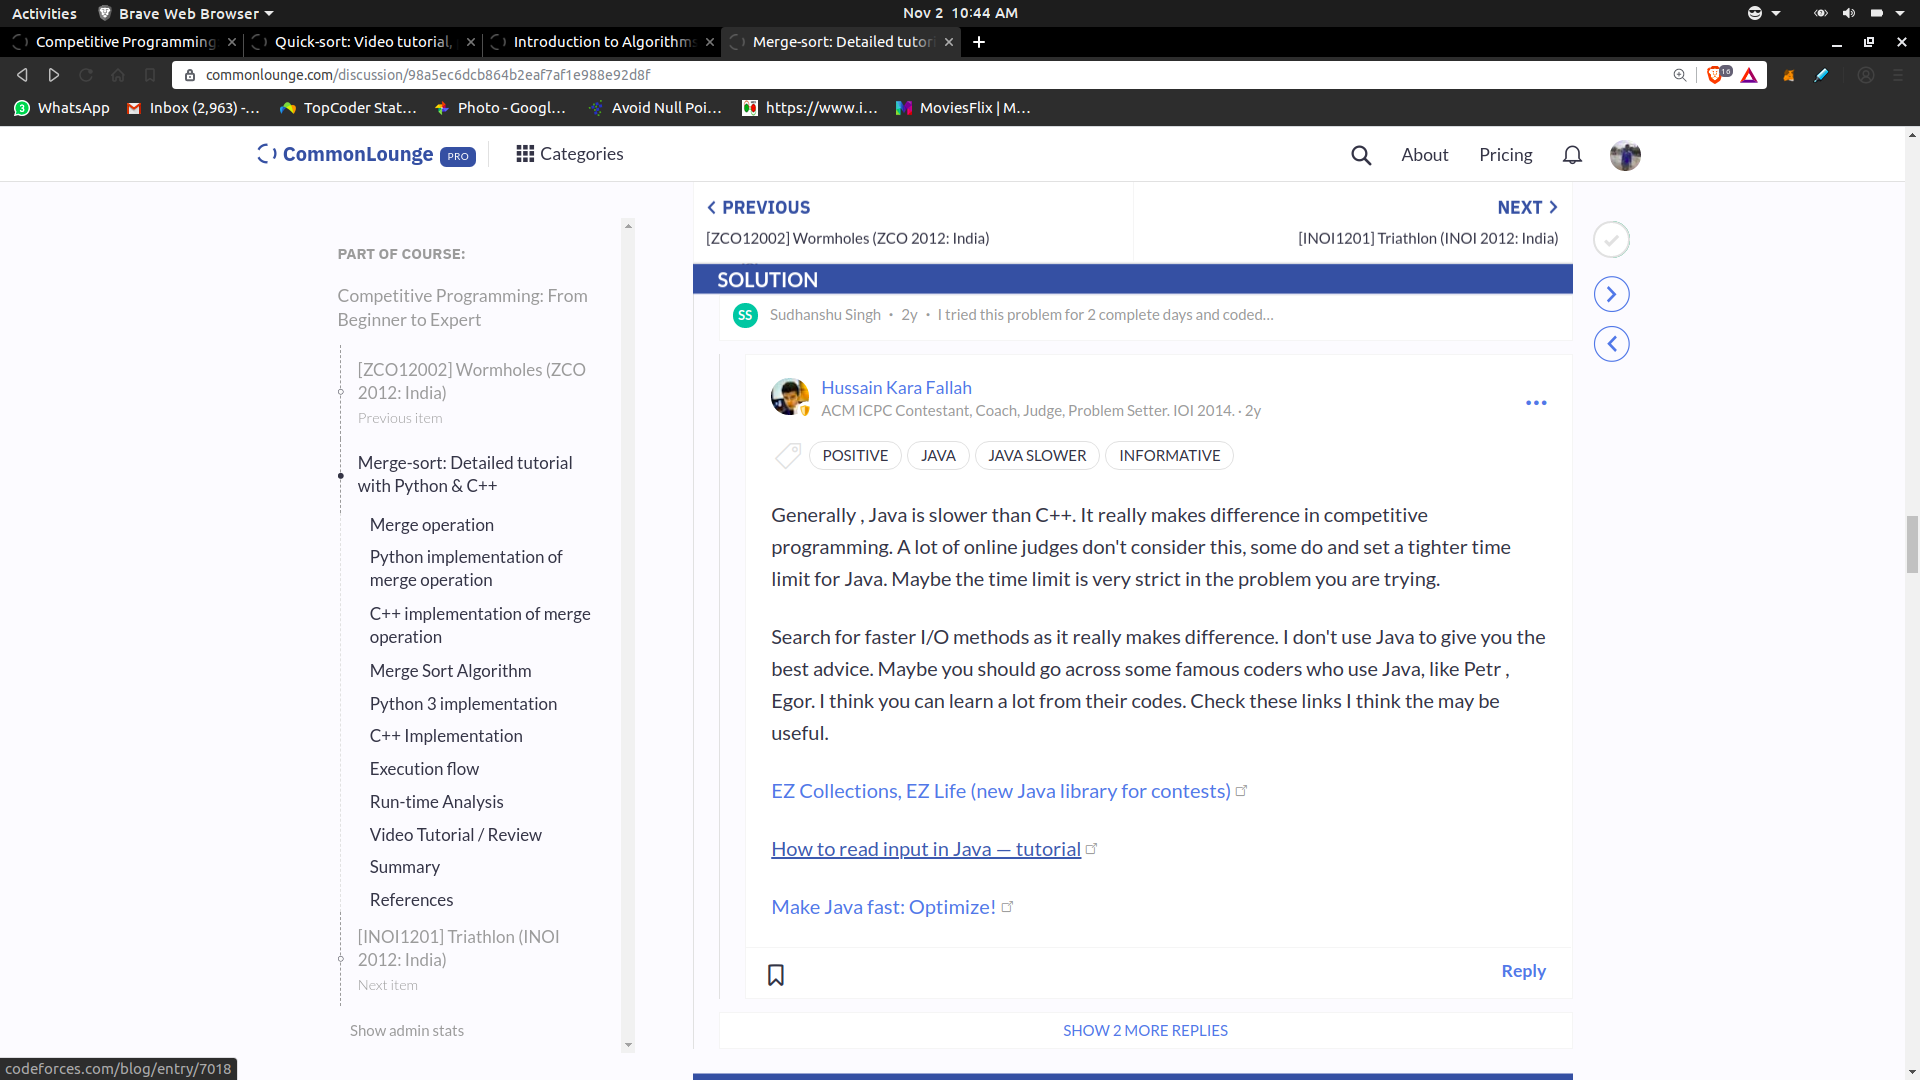 Activities
Brave Web Browser
Nov 2 10:44 AM
Competitive Programming
Quick-sort: Video tutorial,
Introduction to Algorithms
Merge-sort: Detailed tutori
commonlounge.com/discussion/98a5ec6dcb864b2eaf7af1e988e92d8f
16
3
WhatsApp
Inbox (2,963) -...
TopCoder Stat...
Photo - Googl...
Avoid Null Poi...
https://www.i...
MoviesFlix | M...
CommonLounge PRO
Categories
About
Pricing
PREVIOUS
[ZCO12002] Wormholes (ZCO 2012: India)
NEXT
[INOI1201] Triathlon (INOI 2012: India)
PART OF COURSE:
Competitive Programming: From
Beginner to Expert
[ZCO12002] Wormholes (ZCO
2012: India)
Previous item
Merge-sort: Detailed tutorial
with Python & C++
Merge operation
Python implementation of
merge operation
C++ implementation of merge
operation
Merge Sort Algorithm
Python 3 implementation
C++ Implementation
Execution flow
Run-time Analysis
Video Tutorial / Review
Summary
References
[INOI1201] Triathlon (INOI
2012: India)
Next item
Show admin stats
SOLUTION
SS
Sudhanshu Singh · 2y · I tried this problem for 2 complete days and coded...
Hussain Kara Fallah
ACM ICPC Contestant, Coach, Judge, Problem Setter. IOI 2014. · 2y
POSITIVE
JAVA
JAVA SLOWER
INFORMATIVE
Generally , Java is slower than C++. It really makes difference in competitive
programming. A lot of online judges don't consider this, some do and set a tighter time
limit for Java. Maybe the time limit is very strict in the problem you are trying.
Search for faster I/O methods as it really makes difference. I don't use Java to give you the
best advice. Maybe you should go across some famous coders who use Java, like Petr ,
Egor. I think you can learn a lot from their codes. Check these links I think the may be
useful.
EZ Collections, EZ Life (new Java library for contests)
How to read input in Java — tutorial
Make Java fast: Optimize!
Reply
SHOW 2 MORE REPLIES
codeforces.com/blog/entry/7018